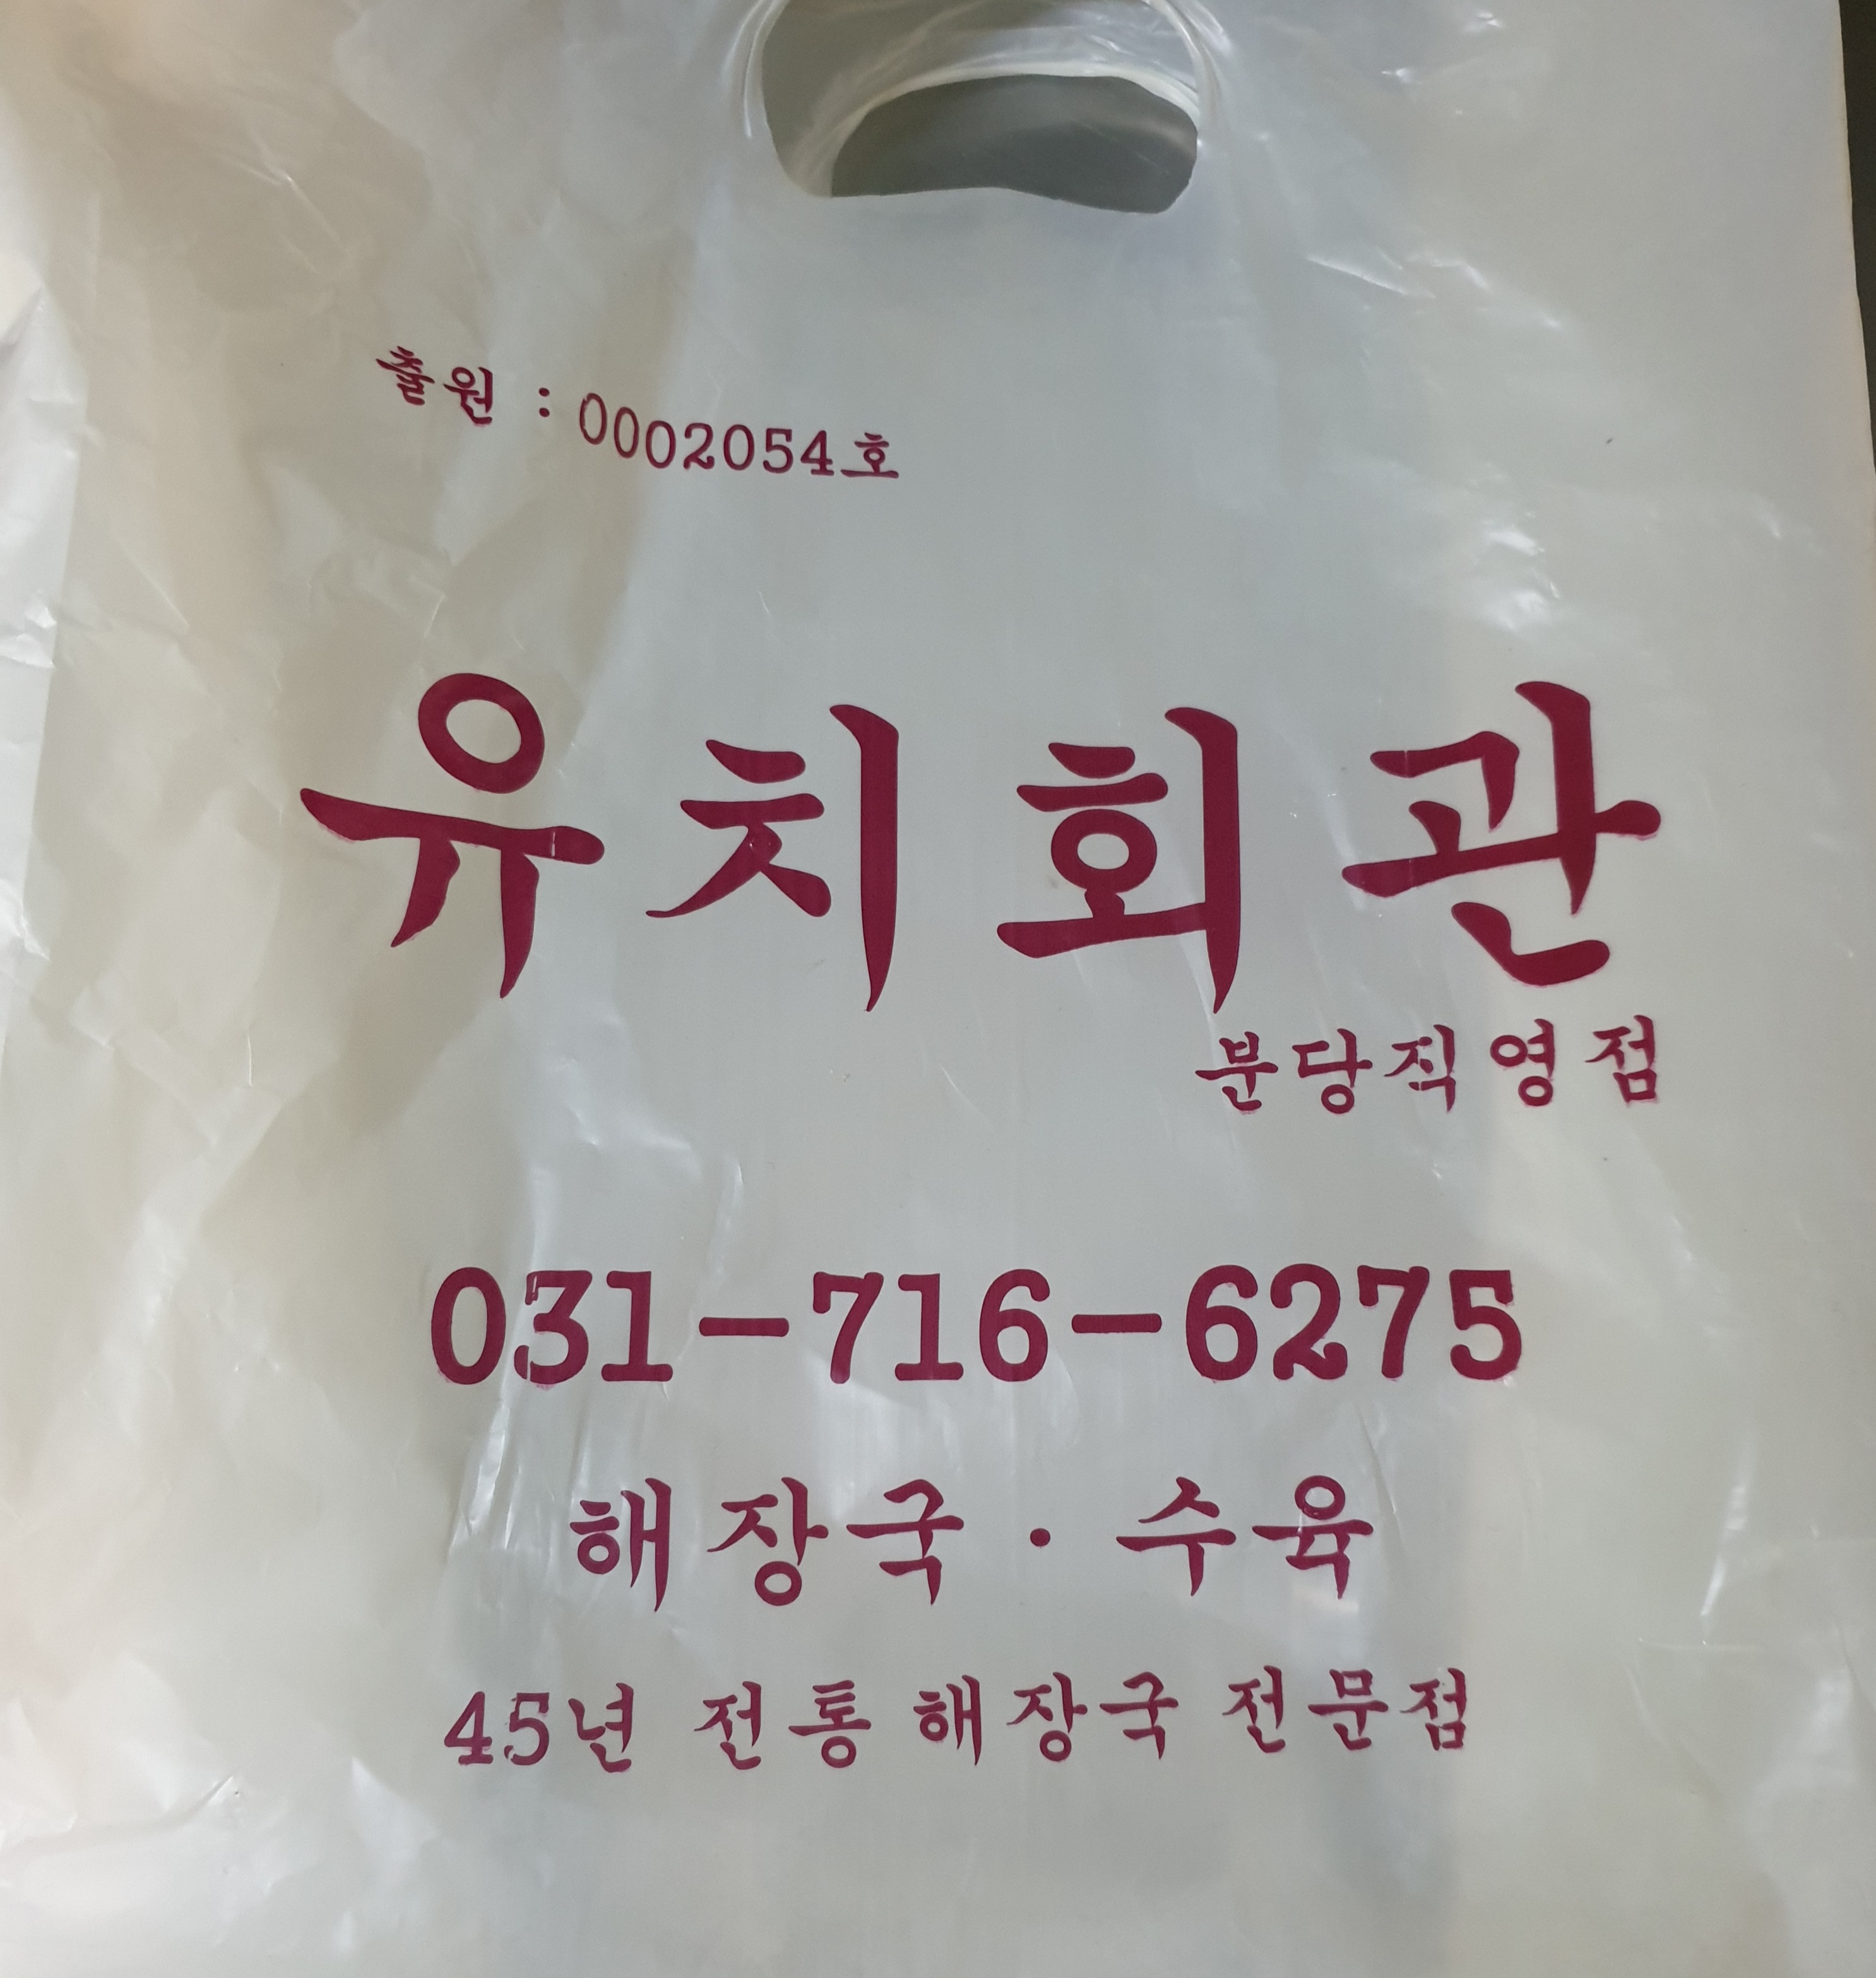 출원 : 0002054호
유치회관
분당직영점
031-716-6275
해장국 · 수육
45년 전통 해장국 전문점